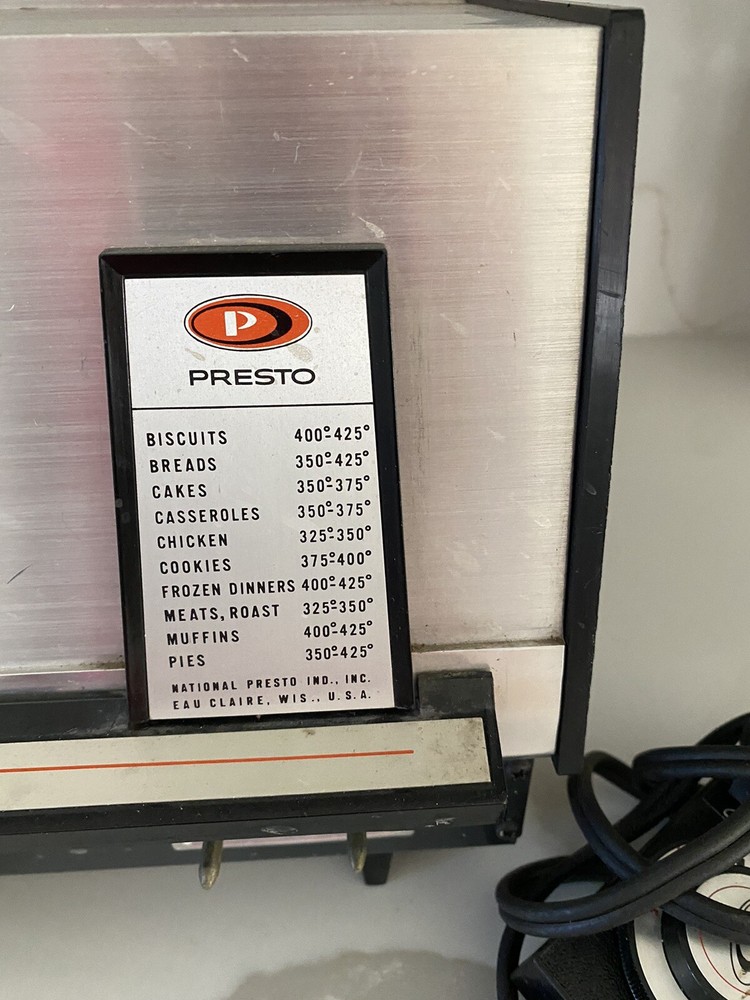 P
PRESTO
BISCUITS 400°-425°
BREADS 350°-425°
CAKES 350°-375°
CASSEROLES 350°-375°
CHICKEN 325°-350°
COOKIES 375°-400°
FROZEN DINNERS 400°-425°
MEATS, ROAST 325°-350°
MUFFINS 400°-425°
PIES 350°-425°
NATIONAL PRESTO IND., INC.
EAU CLAIRE, WIS., U.S.A.